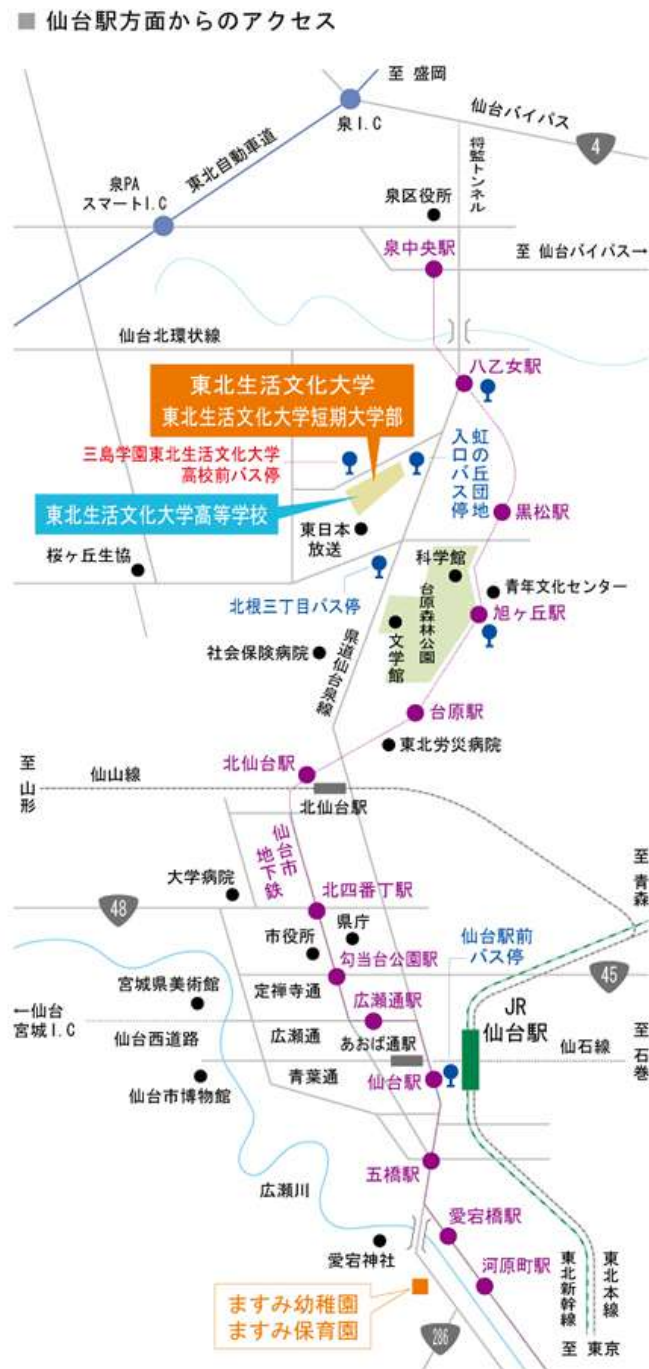 ■ 仙台駅方面からのアクセス
至 盛岡
仙台バイパス
4
泉I.C
東北自動車道
泉PA
スマートI.C
泉区役所
将監トンネル
泉中央駅
至 仙台バイパス→
仙台北環状線
八乙女駅
東北生活文化大学
東北生活文化大学短期大学部
三島学園東北生活文化大学
高校前バス停
虹の丘団地
入口バス停
東北生活文化大学高等学校
黒松駅
東日本
放送
桜ヶ丘生協
科学館
青年文化センター
北根三丁目バス停
台原森林公園
旭ヶ丘駅
文学館
社会保険病院
県道仙台泉線
台原駅
東北労災病院
北仙台駅
至 山形
仙山線
北仙台駅
仙台市
地下鉄
至 青森
大学病院
北四番丁駅
48
県庁
市役所
仙台駅前
バス停
勾当台公園駅
45
宮城県美術館
定禅寺通
広瀬通駅
JR
仙台駅
←仙台
宮城I.C
仙台西道路
広瀬通
あおば通駅
仙石線
至 石巻
青葉通
仙台駅
仙台市博物館
五橋駅
広瀬川
愛宕橋駅
愛宕神社
河原町駅
東北新幹線
東北本線
ますみ幼稚園
ますみ保育園
286
至 東京